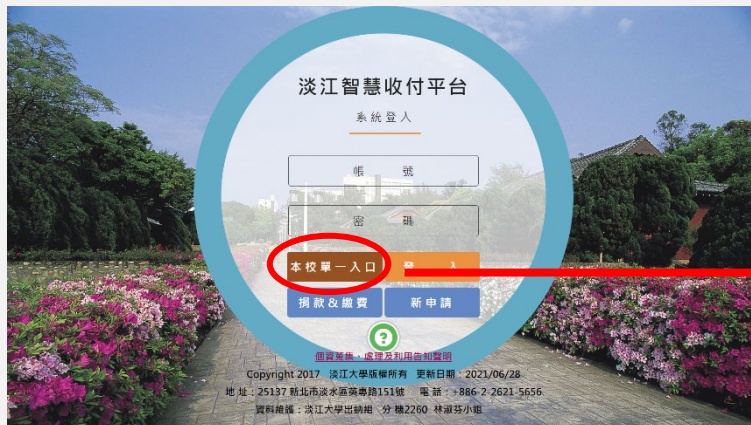 淡江智慧收付平台
系統登入
帳 號
密 碼
本校單一入口 登 入
捐款&繳費 新申請
?
個資蒐集、處理及利用告知聲明
Copyright 2017 淡江大學版權所有 更新日期：2021/06/28
地 址：25137 新北市淡水區英專路151號 電 話：+886-2-2621-5656
資料維護：淡江大學出納組 分 機2260 林淑芬小姐